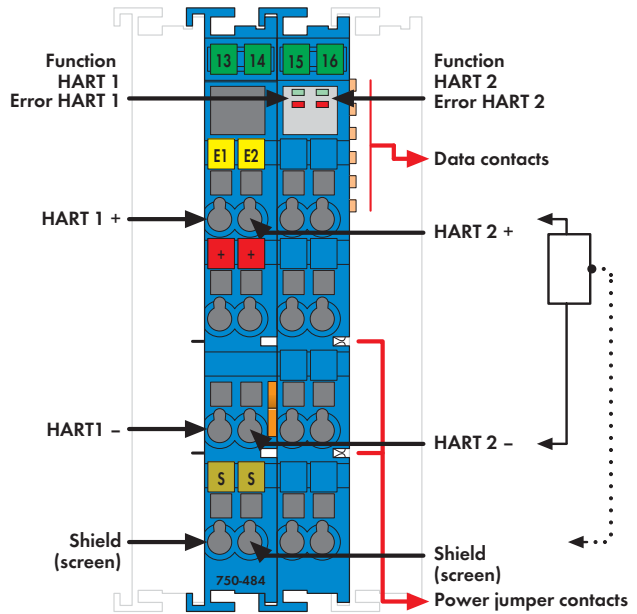 13 14 15 16
Function
HART 1
Error HART 1
Function
HART 2
Error HART 2
E1 E2
Data contacts
HART 1 +
HART 2 +
+ +
HART1 –
HART 2 –
S S
Shield
(screen)
Shield
(screen)
750-484
Power jumper contacts